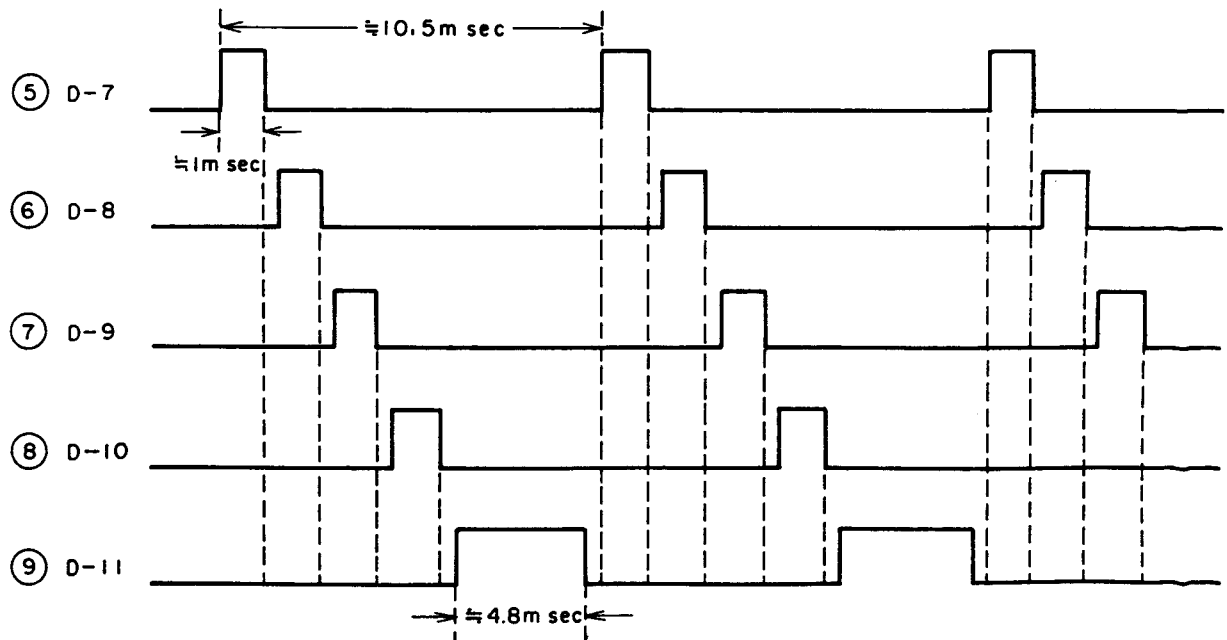 ≒10.5m sec
⑤ D-7
≒1m sec
⑥ D-8
⑦ D-9
⑧ D-10
⑨ D-11
≒4.8m sec